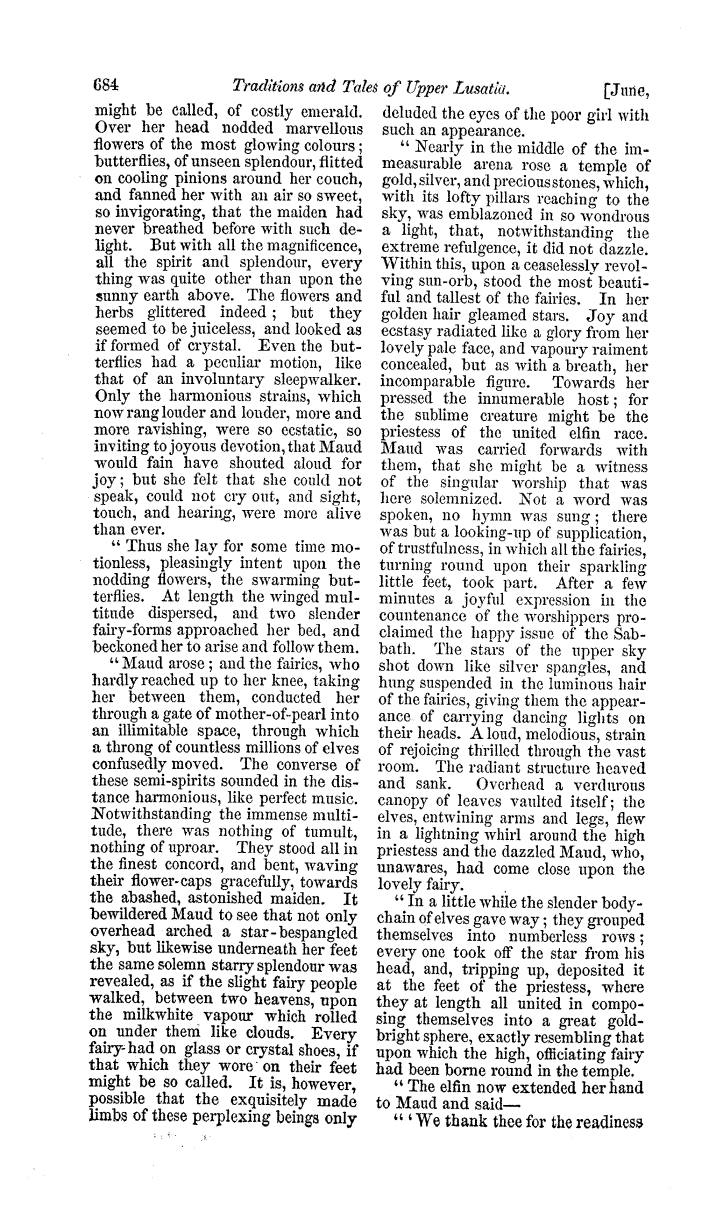 684 Traditions and Tales of Upper Lusatia. [June,
might be called, of costly emerald.
Over her head nodded marvellous
flowers of the most glowing colours;
butterflies, of unseen splendour, flitted
on cooling pinions around her couch,
and fanned her with an air so sweet,
so invigorating, that the maiden had
never breathed before with such de-
light. But with all the magnificence,
all the spirit and splendour, every
thing was quite other than upon the
sunny earth above. The flowers and
herbs glittered indeed; but they
seemed to be juiceless, and looked as
if formed of crystal. Even the but-
terflies had a peculiar motion, like
that of an involuntary sleepwalker.
Only the harmonious strains, which
now rang louder and louder, more and
more ravishing, were so ecstatic, so
inviting to joyous devotion, that Maud
would fain have shouted aloud for
joy; but she felt that she could not
speak, could not cry out, and sight,
touch, and hearing, were more alive
than ever.
“Thus she lay for some time mo-
tionless, pleasingly intent upon the
nodding flowers, the swarming but-
terflies. At length the winged mul-
titude dispersed, and two slender
fairy-forms approached her bed, and
beckoned her to arise and follow them.
“Maud arose; and the fairies, who
hardly reached up to her knee, taking
her between them, conducted her
through a gate of mother-of-pearl into
an illimitable space, through which
a throng of countless millions of elves
confusedly moved. The converse of
these semi-spirits sounded in the dis-
tance harmonious, like perfect music.
Notwithstanding the immense multi-
tude, there was nothing of tumult,
nothing of uproar. They stood all in
the finest concord, and bent, waving
their flower-caps gracefully, towards
the abashed, astonished maiden. It
bewildered Maud to see that not only
overhead arched a star-bespangled
sky, but likewise underneath her feet
the same solemn starry splendour was
revealed, as if the slight fairy people
walked, between two heavens, upon
the milkwhite vapour which rolled
on under them like clouds. Every
fairy had on glass or crystal shoes, if
that which they wore on their feet
might be so called. It is, however,
possible that the exquisitely made
limbs of these perplexing beings only
deluded the eyes of the poor girl with
such an appearance.
“Nearly in the middle of the im-
measurable arena rose a temple of
gold, silver, and precious stones, which,
with its lofty pillars reaching to the
sky, was emblazoned in so wondrous
a light, that, notwithstanding the
extreme refulgence, it did not dazzle.
Within this, upon a ceaselessly revol-
ving sun-orb, stood the most beauti-
ful and tallest of the fairies. In her
golden hair gleamed stars. Joy and
ecstasy radiated like a glory from her
lovely pale face, and vapoury raiment
concealed, but as with a breath, her
incomparable figure. Towards her
pressed the innumerable host; for
the sublime creature might be the
priestess of the united elfin race.
Maud was carried forwards with
them, that she might be a witness
of the singular worship that was
here solemnized. Not a word was
spoken, no hymn was sung; there
was but a looking-up of supplication,
of trustfulness, in which all the fairies,
turning round upon their sparkling
little feet, took part. After a few
minutes a joyful expression in the
countenance of the worshippers pro-
claimed the happy issue of the Sab-
bath. The stars of the upper sky
shot down like silver spangles, and
hung suspended in the luminous hair
of the fairies, giving them the appear-
ance of carrying dancing lights on
their heads. A loud, melodious, strain
of rejoicing thrilled through the vast
room. The radiant structure heaved
and sank. Overhead a verdurous
canopy of leaves vaulted itself; the
elves, entwining arms and legs, flew
in a lightning whirl around the high
priestess and the dazzled Maud, who,
unawares, had come close upon the
lovely fairy.
“In a little while the slender body-
chain of elves gave way; they grouped
themselves into numberless rows;
every one took off the star from his
head, and, tripping up, deposited it
at the feet of the priestess, where
they at length all united in compo-
sing themselves into a great gold-
bright sphere, exactly resembling that
upon which the high, officiating fairy
had been borne round in the temple.
“The elfin now extended her hand
to Maud and said—
“‘We thank thee for the readiness